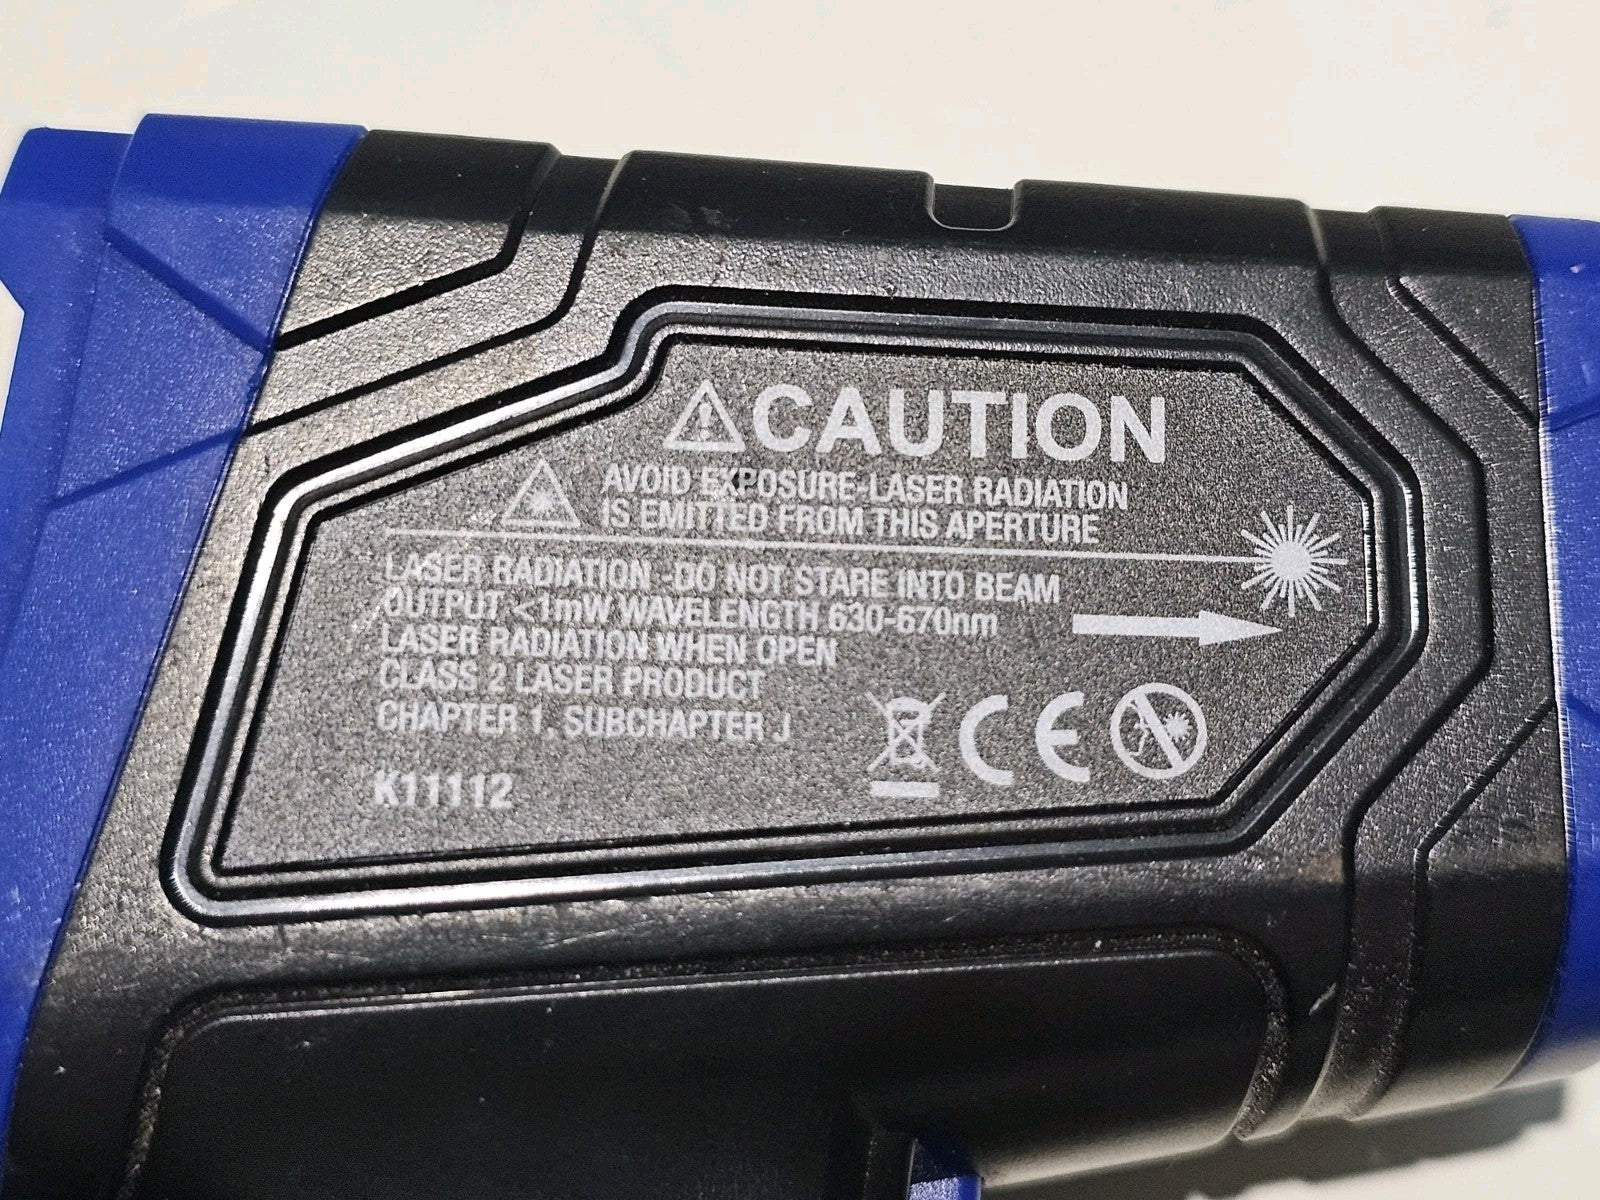 CAUTION
AVOID EXPOSURE-LASER RADIATION
IS EMITTED FROM THIS APERTURE
LASER RADIATION -DO NOT STARE INTO BEAM
OUTPUT <1mW WAVELENGTH 630-670nm
LASER RADIATION WHEN OPEN
CLASS 2 LASER PRODUCT
CHAPTER 1, SUBCHAPTER J
K11112
CE